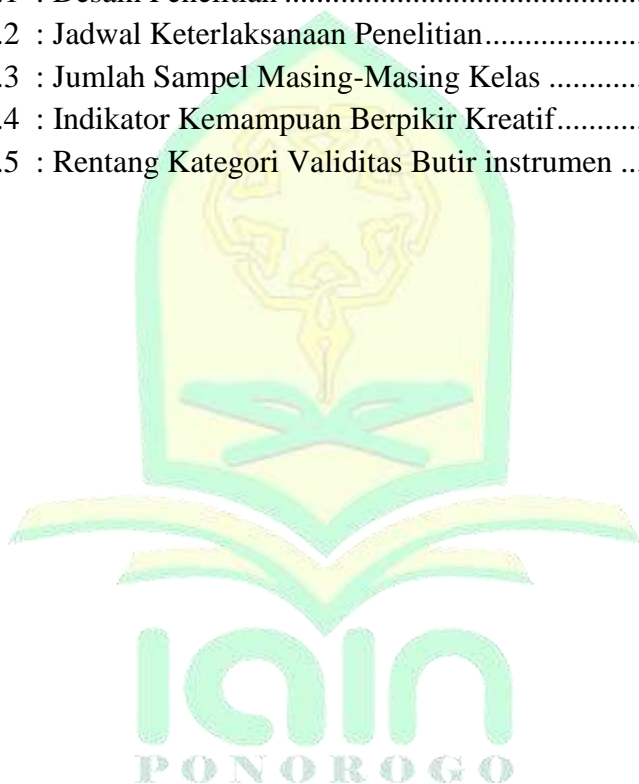 .1 : Desain Penelitian ........................................
.2 : Jadwal Keterlaksanaan Penelitian....................
.3 : Jumlah Sampel Masing-Masing Kelas ............
.4 : Indikator Kemampuan Berpikir Kreatif...........
.5 : Rentang Kategori Validitas Butir instrumen ...
iain
PONOROGO